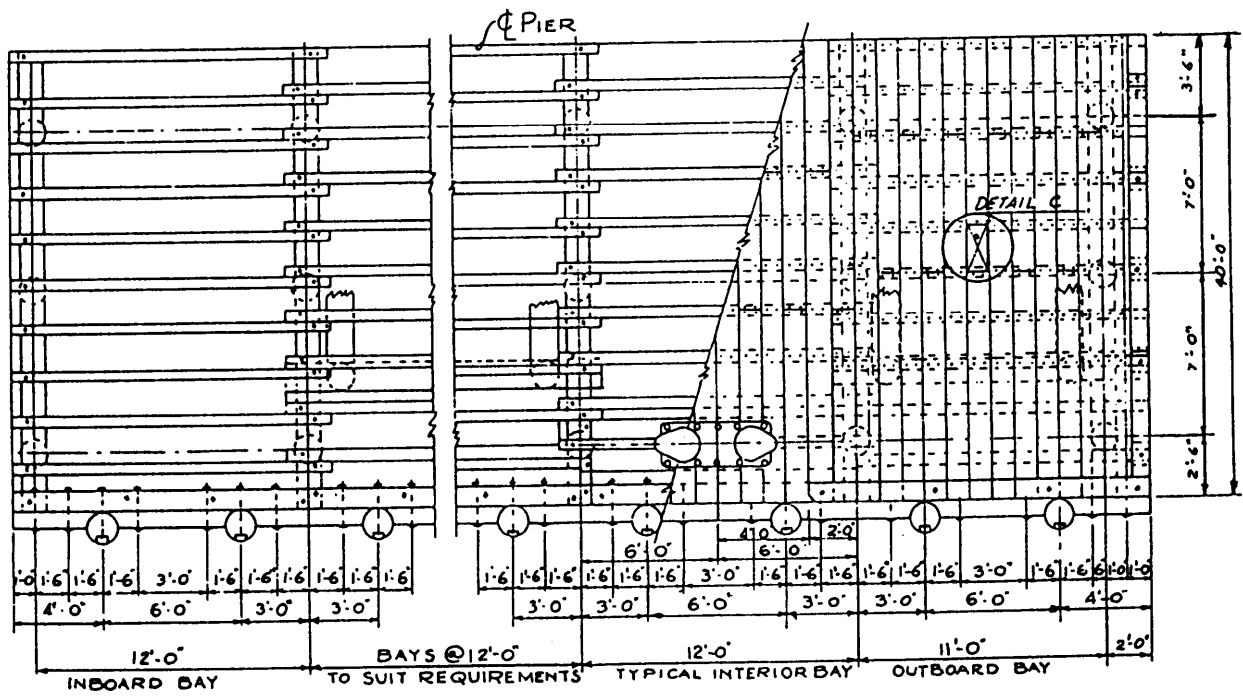 ℄ PIER
3'-6"
7'-0"
DETAIL C
40'-0"
7'-0"
2'-6"
4'-0" 2'-0"
6'-0" 6'-0"
1'-0 1'-6" 1'-6" 1'-6" 3'-0" 1'-6" 1'-6" 1'-6" 1'-6" 1'-6" 1'-6" 1'-6" 1'-6" 1'-6" 1'-6" 1'-6" 1'-6" 3'-0" 1'-6 1'-6" 1'-6" 1'-6" 1'-6" 1'-6" 3'-0" 1'-6" 1'-6" 6 1'-0 1'-0
4'-0" 6'-0" 3'-0" 3'-0" 3'-0" 3'-0" 6'-0" 3'-0" 3'-0" 6'-0" 4'-0"
12'-0" BAYS @ 12'-0" 12'-0" 11'-0" 2'-0"
INBOARD BAY TO SUIT REQUIREMENTS TYPICAL INTERIOR BAY OUTBOARD BAY